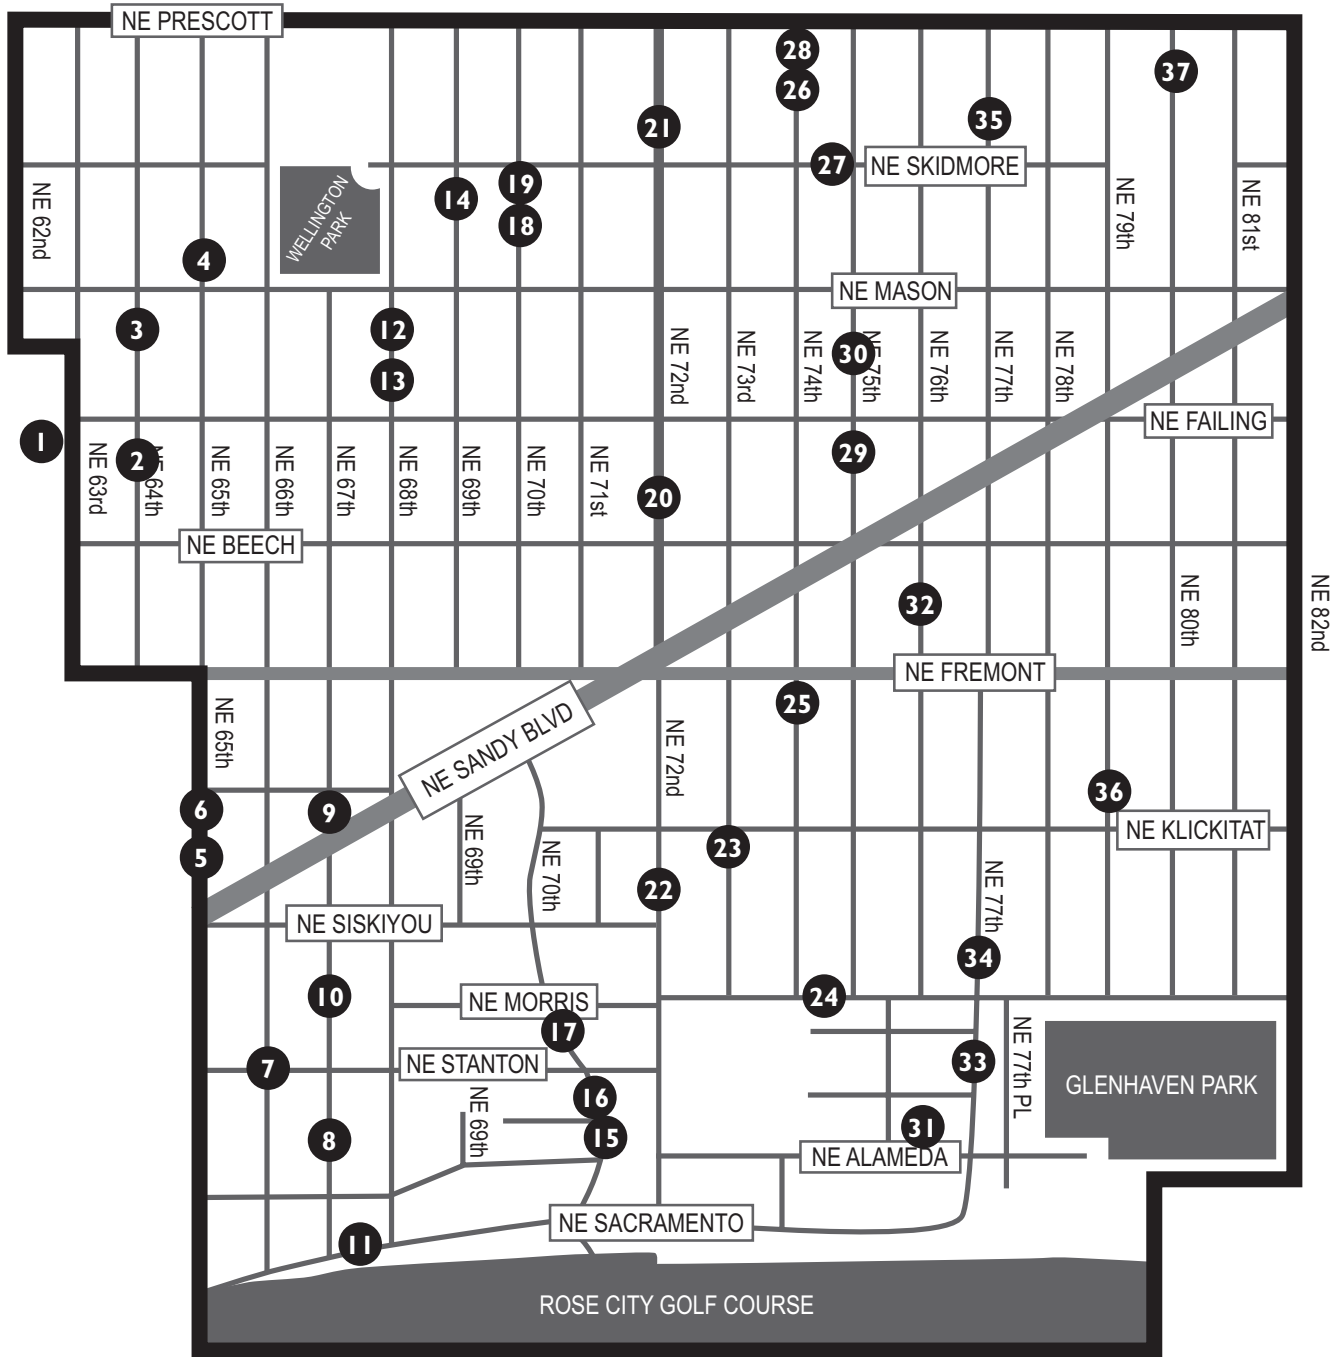 NE PRESCOTT
28
37
26
35
21
27
NE SKIDMORE
19
14
18
WELLINGTON
PARK
NE 62nd
NE 79th
NE 81st
4
NE MASON
3
12
30
13
NE 72nd
NE 73rd
NE 74th
NE 75th
NE 76th
NE 77th
NE 78th
NE FAILING
1
2
29
NE 63rd
NE 64th
NE 65th
NE 66th
NE 67th
NE 68th
NE 69th
NE 70th
NE 71st
20
NE BEECH
32
NE 80th
NE 82nd
NE FREMONT
25
NE 65th
NE SANDY BLVD
NE 72nd
6
9
36
NE KLICKITAT
5
23
22
NE 69th
NE 70th
NE 77th
NE SISKIYOU
34
10
NE MORRIS
24
17
7
NE STANTON
33
NE 77th PL
GLENHAVEN PARK
16
NE 69th
15
8
31
NE ALAMEDA
NE SACRAMENTO
11
ROSE CITY GOLF COURSE